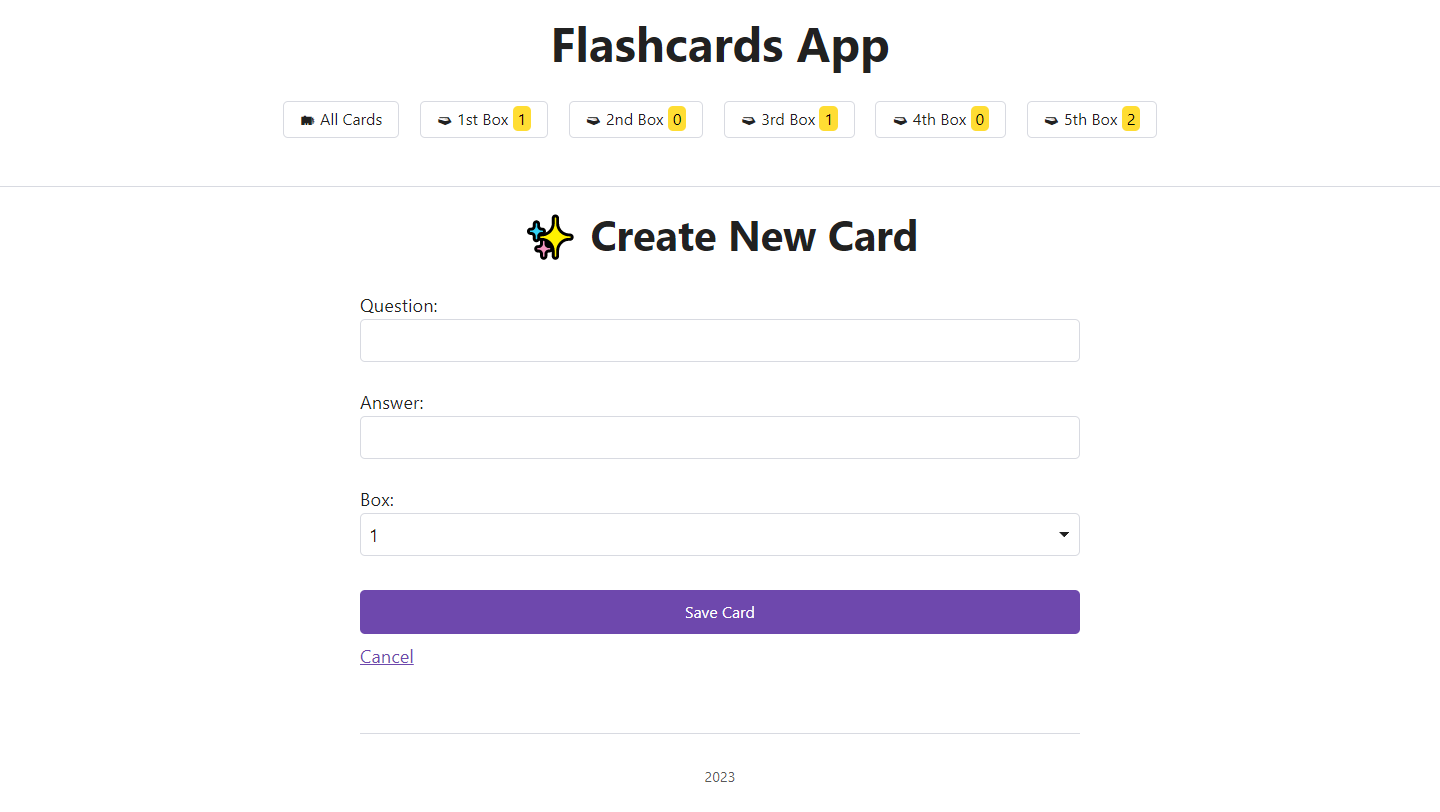 Flashcards App
All Cards 1st Box 1 2nd Box 0 3rd Box 1 4th Box 0 5th Box 2
Create New Card
Question:
Answer:
Box:
1
Save Card
Cancel
2023